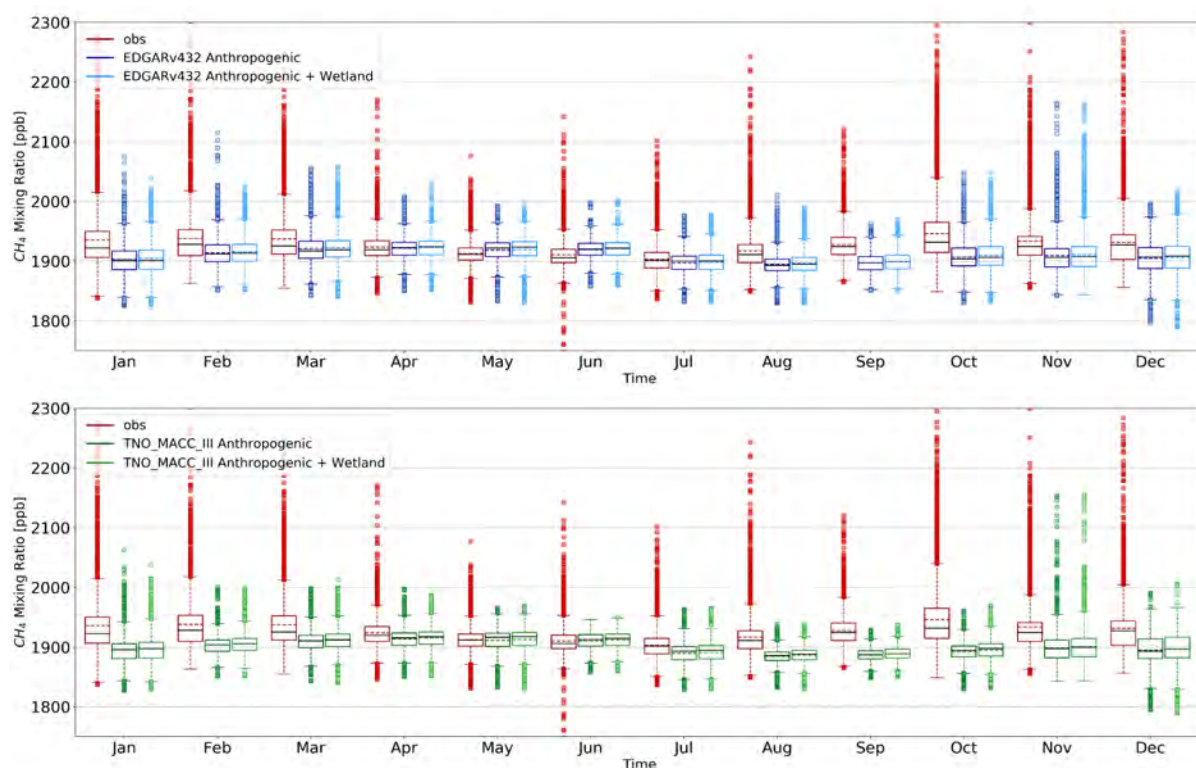 2300
2200
2100
2000
1900
1800
CH₄ Mixing Ratio [ppb]
obs
EDGARv432 Anthropogenic
EDGARv432 Anthropogenic + Wetland
Jan Feb Mar Apr May Jun Jul Aug Sep Oct Nov Dec
Time
2300
2200
2100
2000
1900
1800
CH₄ Mixing Ratio [ppb]
obs
TNO_MACC_III Anthropogenic
TNO_MACC_III Anthropogenic + Wetland
Jan Feb Mar Apr May Jun Jul Aug Sep Oct Nov Dec
Time